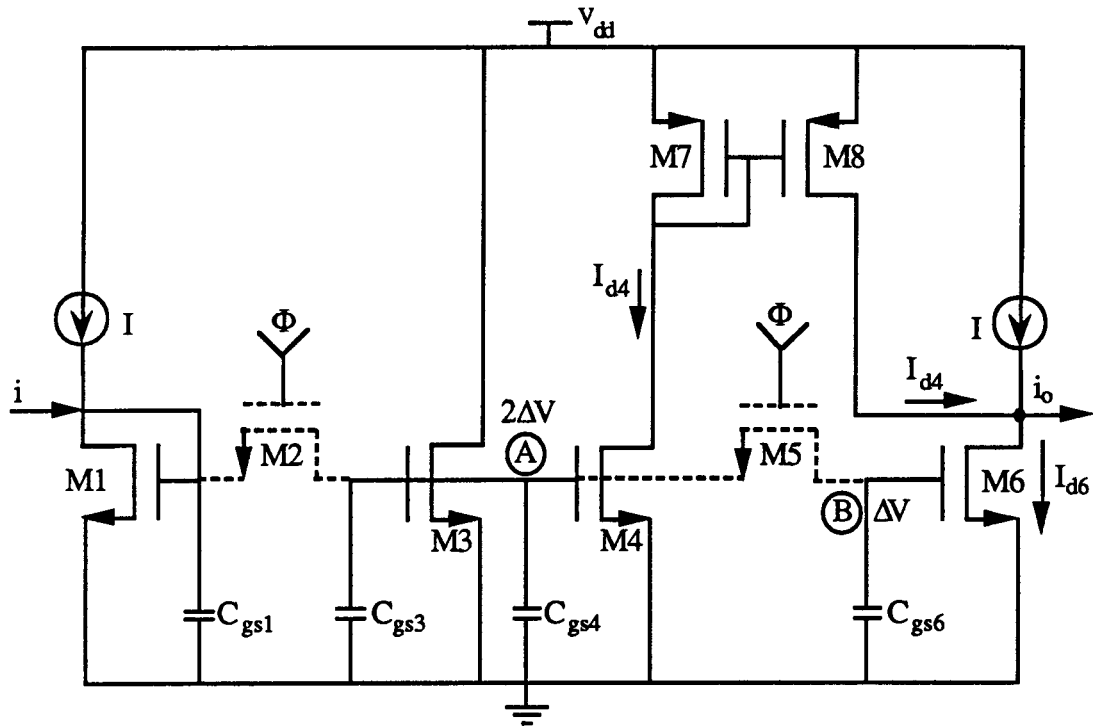 V_dd
M7
M8
I_d4
I
Φ
Φ
I
I_d4
i
i_o
2ΔV
A
M1
M2
M5
M3
M4
B
ΔV
M6
I_d6
C_gs1
C_gs3
C_gs4
C_gs6